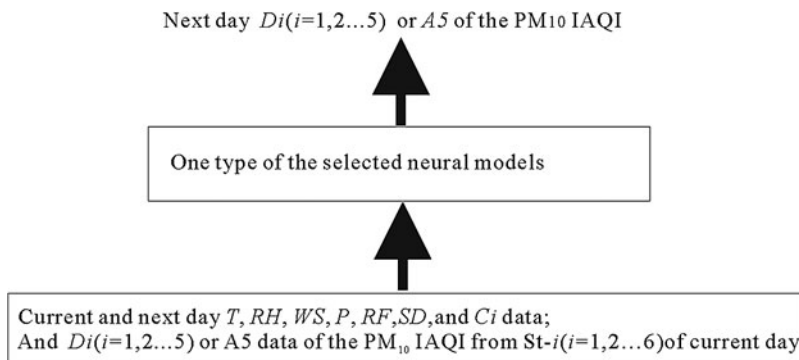 Next day Di(i=1,2...5) or A5 of the PM10 IAQI
One type of the selected neural models
Current and next day T, RH, WS, P, RF,SD,and Ci data;
And Di(i=1,2...5) or A5 data of the PM₁₀ IAQI from St-i(i=1,2...6)of current day